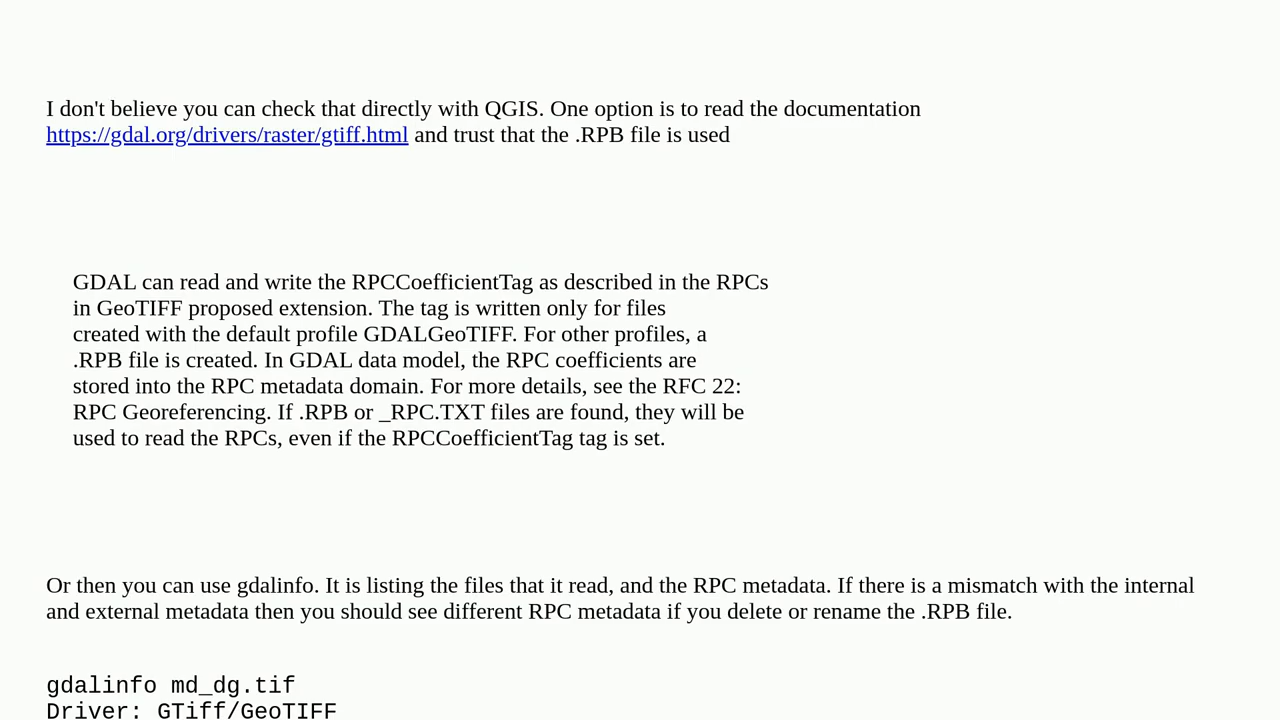 I don't believe you can check that directly with QGIS. One option is to read the documentation
https://gdal.org/drivers/raster/gtiff.html and trust that the .RPB file is used
GDAL can read and write the RPCCoefficientTag as described in the RPCs
in GeoTIFF proposed extension. The tag is written only for files
created with the default profile GDALGeoTIFF. For other profiles, a
.RPB file is created. In GDAL data model, the RPC coefficients are
stored into the RPC metadata domain. For more details, see the RFC 22:
RPC Georeferencing. If .RPB or _RPC.TXT files are found, they will be
used to read the RPCs, even if the RPCCoefficientTag tag is set.
Or then you can use gdalinfo. It is listing the files that it read, and the RPC metadata. If there is a mismatch with the internal
and external metadata then you should see different RPC metadata if you delete or rename the .RPB file.
gdalinfo md_dg.tif
Driver: GTiff/GeoTIFF